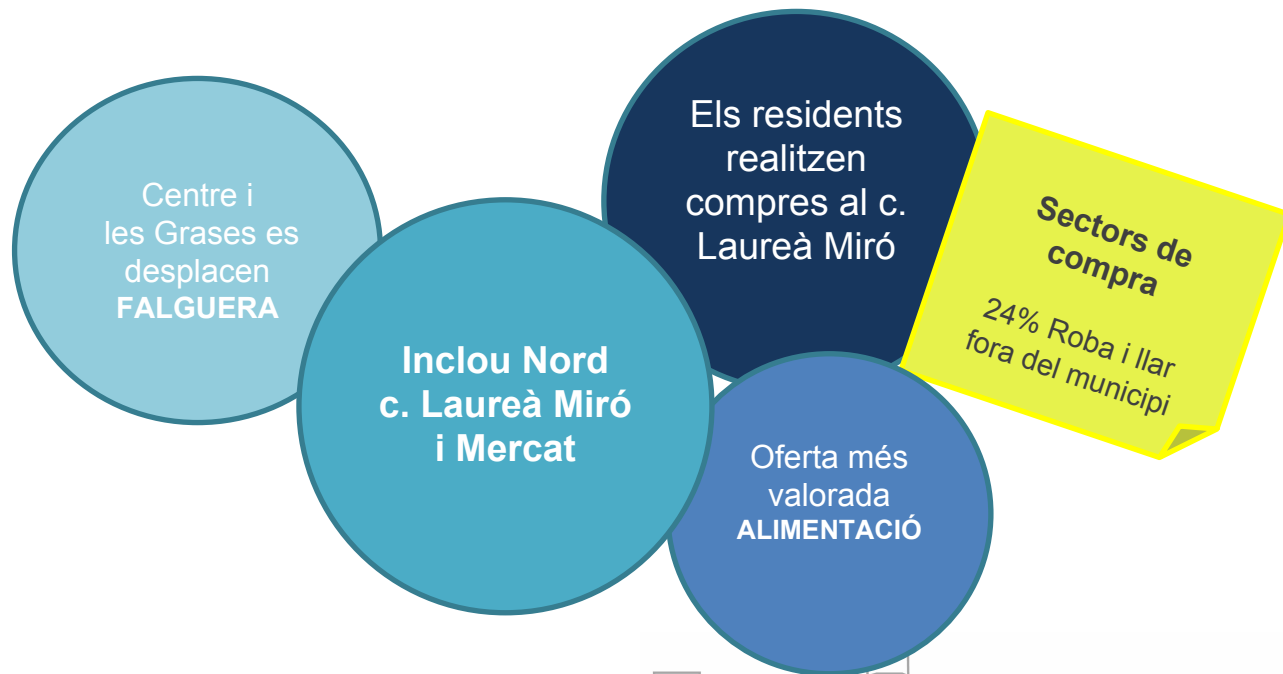 Centre i
les Grases es
desplacen
FALGUERA
Inclou Nord
c. Laureà Miró
i Mercat
Els residents
realitzen
compres al c.
Laureà Miró
Oferta més
valorada
ALIMENTACIÓ
Sectors de
compra
24% Roba i llar
fora del municipi